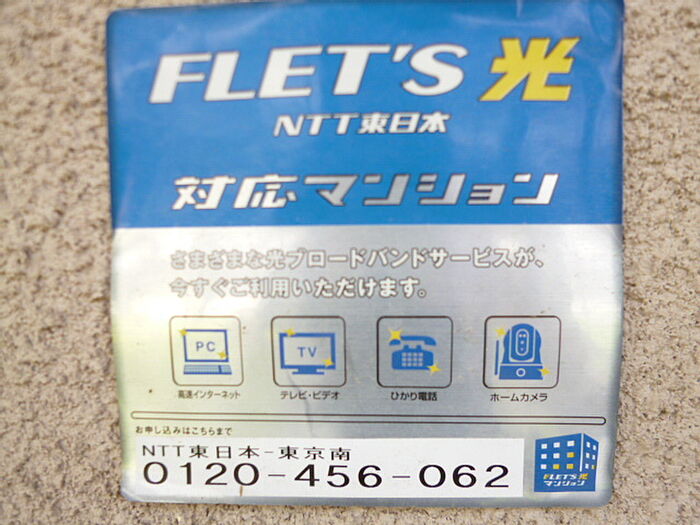 FLET'S 光
NTT東日本
対応マンション
さまざまな光ブロードバンドサービスが、
今すぐご利用いただけます。
PC TV
高速インターネット テレビ・ビデオ ひかり電話 ホームカメラ
お申し込みはこちらまで
NTT東日本-東京南
0120-456-062
FLET'S 光
マンション